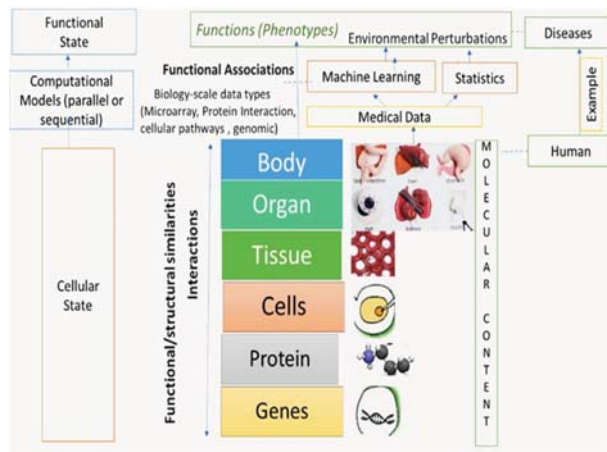 Functional
State
Functions (Phenotypes)
Environmental Perturbations
Diseases
Computational
Models (parallel or
sequential)
Functional Associations
Machine Learning
Statistics
Example
Biology-scale data types
(Microarray, Protein Interaction,
cellular pathways , genomic)
Medical Data
Human
Cellular
State
Functional/structural similarities
Interactions
Body
Organ
Tissue
Cells
Protein
Genes
MOLECULAR CONTENT